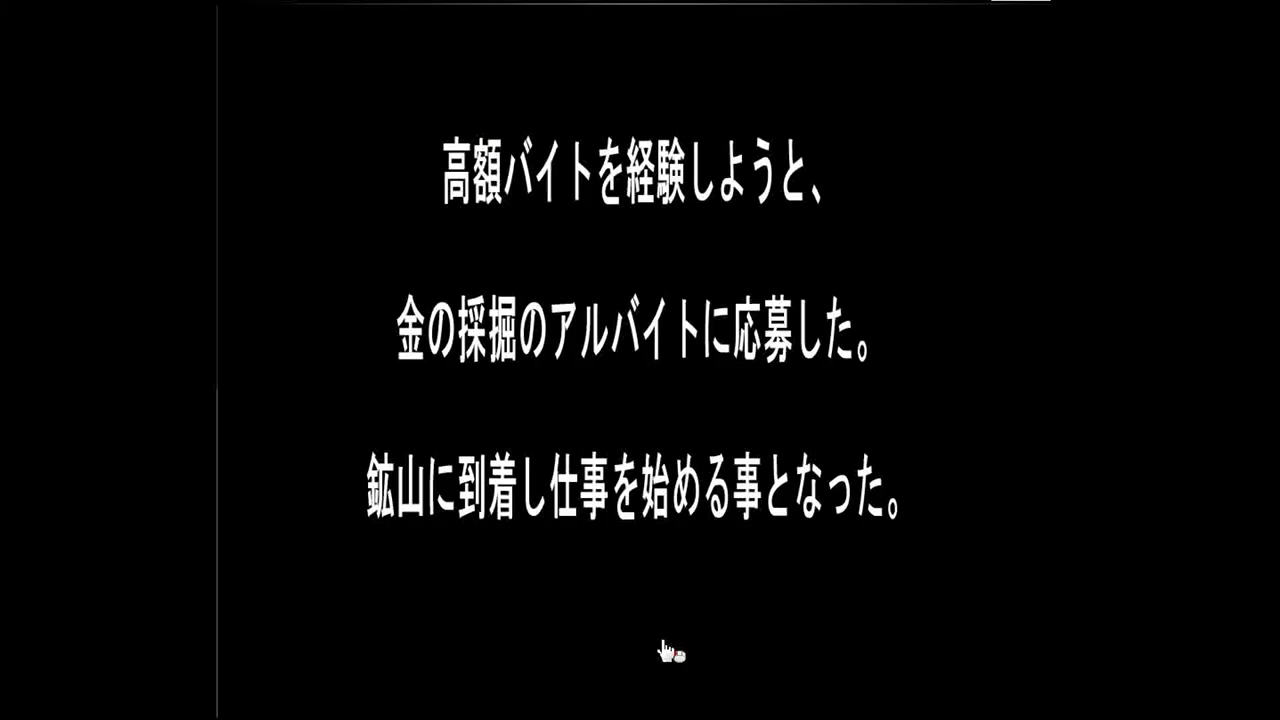 高額バイトを経験しようと、
金の採掘のアルバイトに応募した。
鉱山に到着し仕事を始める事となった。